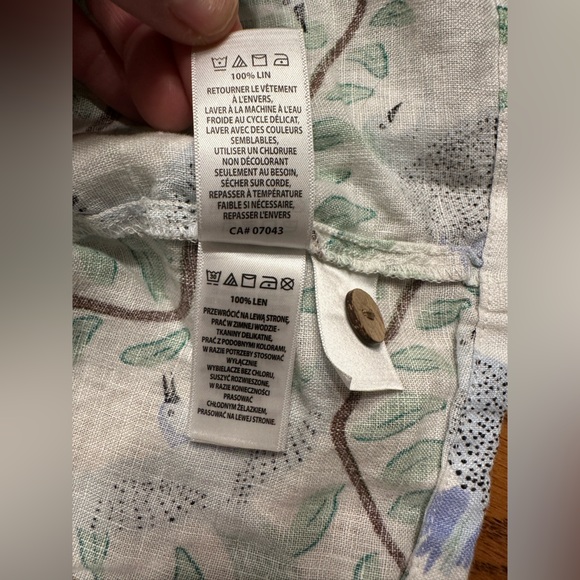 100% LIN
RETOURNER LE VÊTEMENT
À L'ENVERS,
LAVER À LA MACHINE À L'EAU
FROIDE AU CYCLE DÉLICAT,
LAVER AVEC DES COULEURS
SEMBLABLES,
UTILISER UN CHLORURE
NON DÉCOLORANT
SEULEMENT AU BESOIN,
SÉCHER SUR CORDE,
REPASSER À TEMPÉRATURE
FAIBLE SI NÉCESSAIRE,
REPASSER L'ENVERS
CA# 07043
100% LEN
PRZEWRÓCIĆ NA LEWĄ STRONĘ,
PRAĆ W ZIMNEJ WODZIE-
TKANINY DELIKATNE,
PRAĆ Z PODOBNYMI KOLORAMI,
W RAZIE POTRZEBY STOSOWAĆ
WYŁĄCZNIE
WYBIELACZE BEZ CHLORU,
SUSZYĆ ROZWIESZONE,
W RAZIE KONIECZNOŚCI
PRASOWAĆ
CHŁODNYM ŻELAZKIEM,
PRASOWAĆ NA LEWEJ STRONIE.